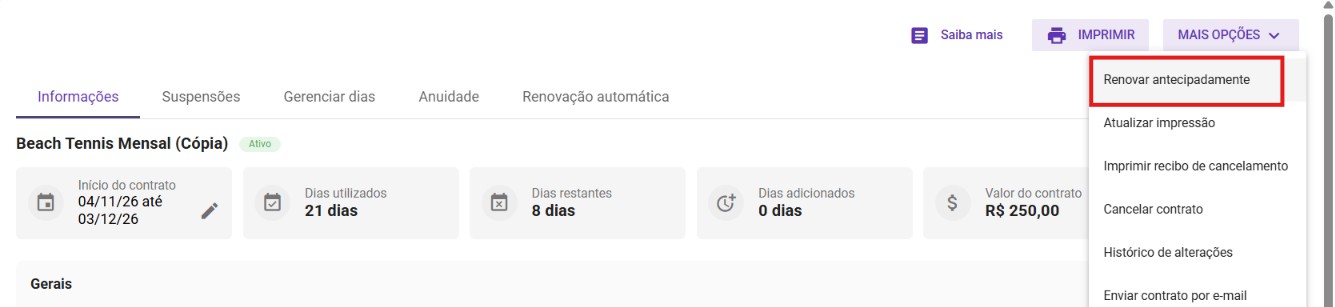 Saiba mais
IMPRIMIR
MAIS OPÇÕES
Renovar antecipadamente
Atualizar impressão
Imprimir recibo de cancelamento
Cancelar contrato
Histórico de alterações
Enviar contrato por e-mail
Informações
Suspensões
Gerenciar dias
Anuidade
Renovação automática
Beach Tennis Mensal (Cópia)
Ativo
Início do contrato
04/11/26 até
03/12/26
Dias utilizados
21 dias
Dias restantes
8 dias
Dias adicionados
0 dias
Valor do contrato
R$ 250,00
Gerais